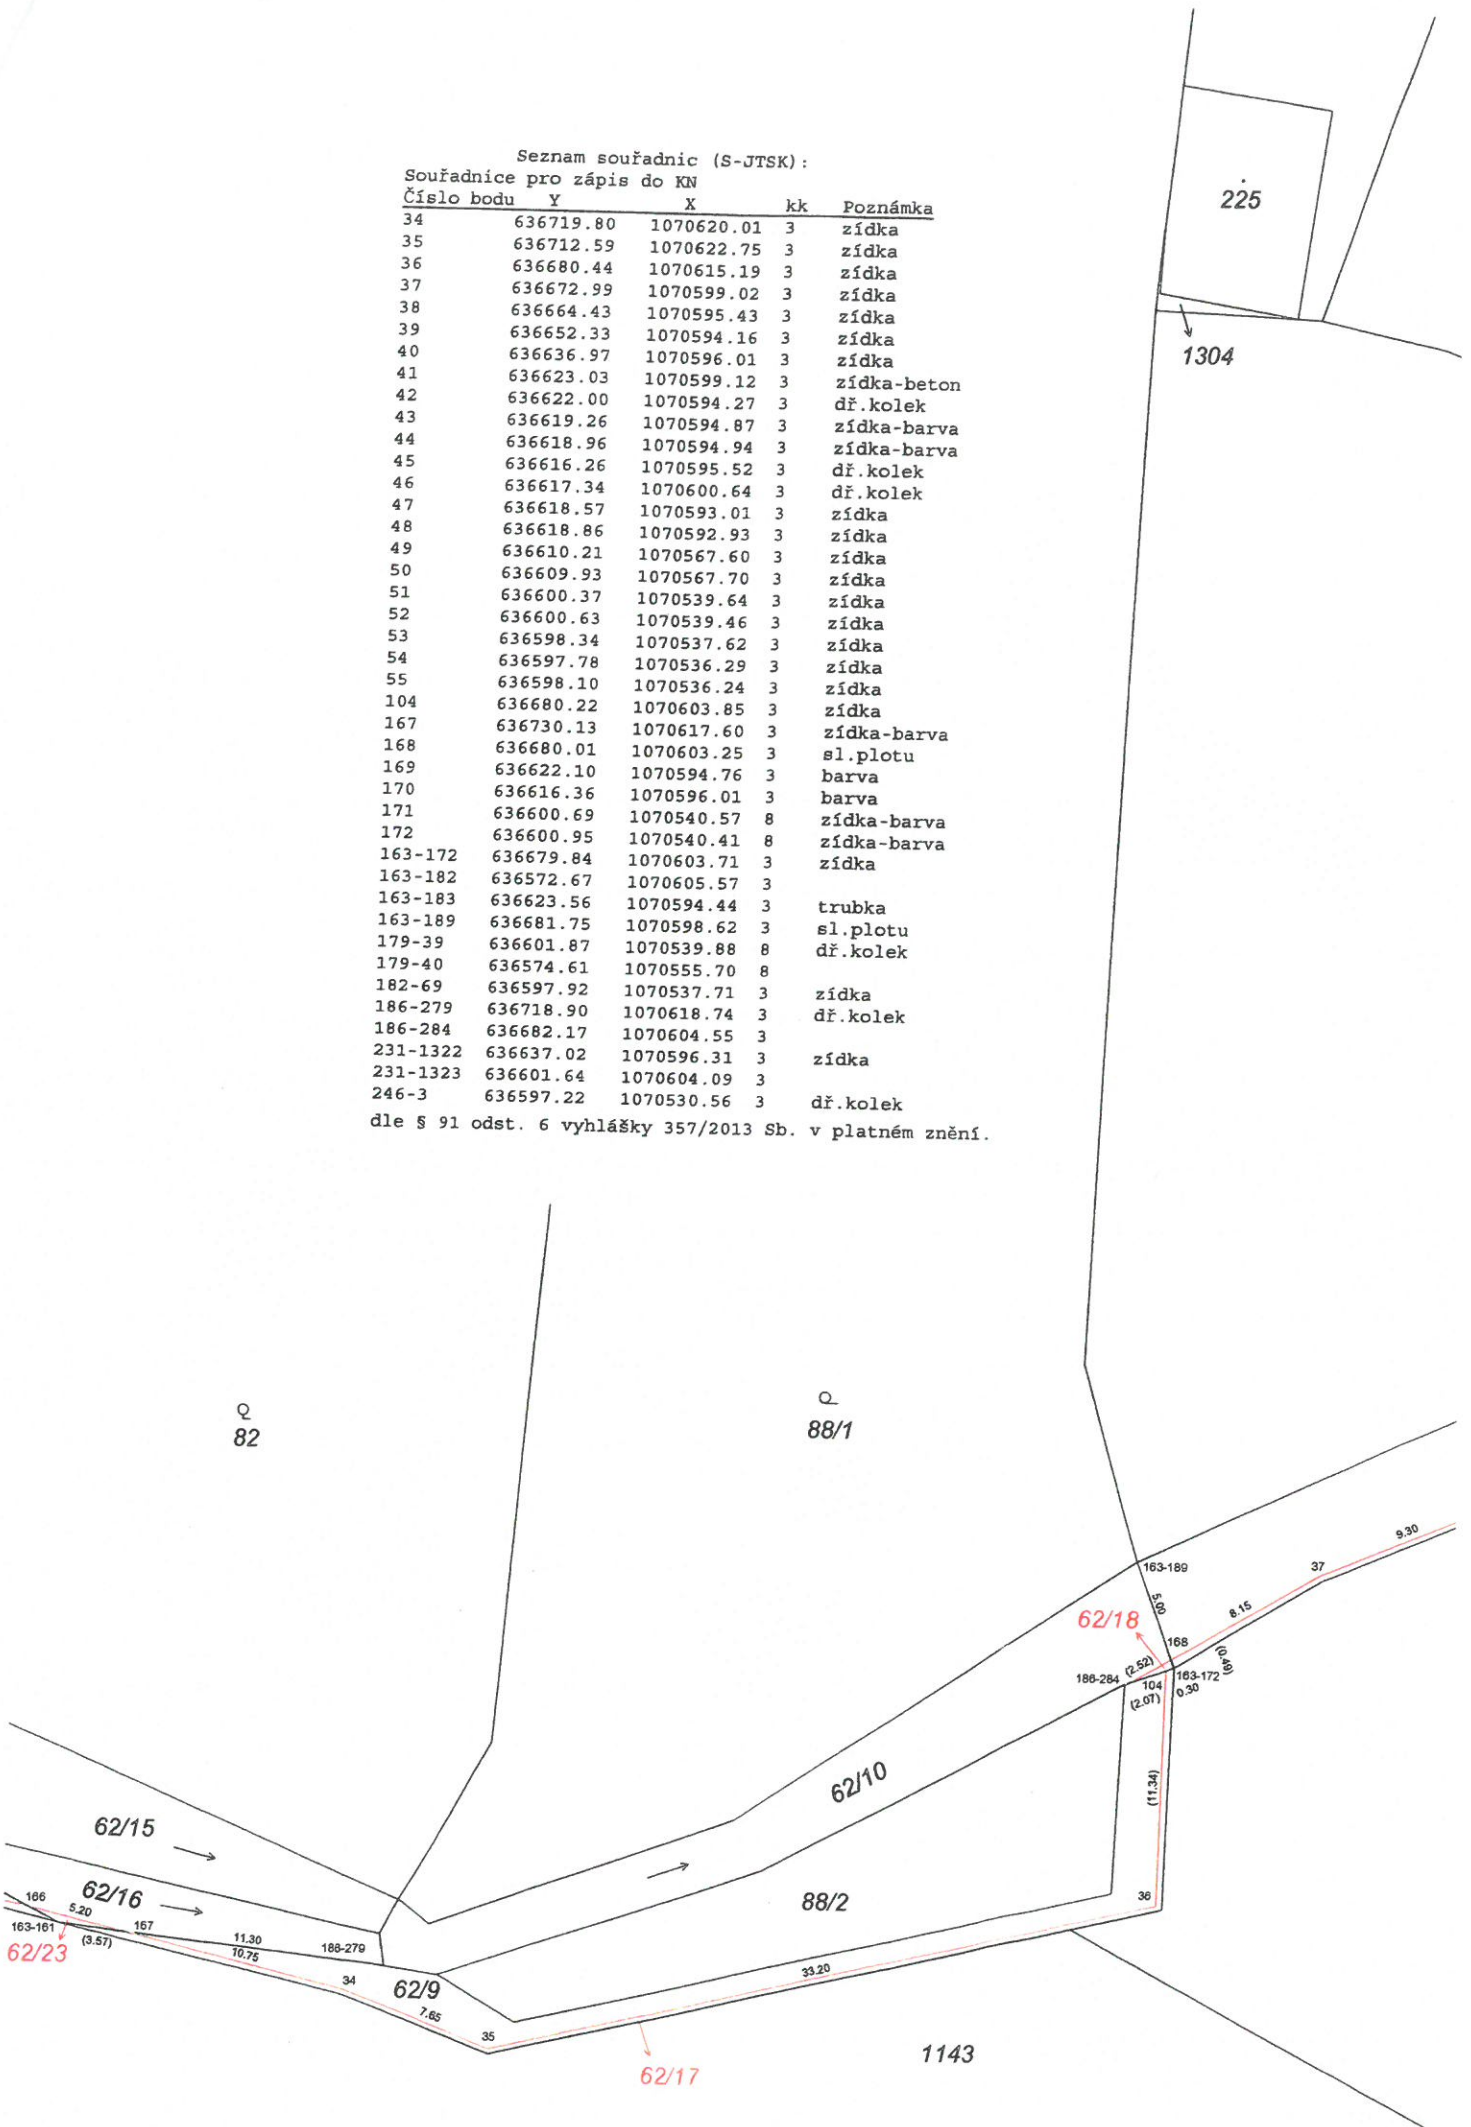 Seznam souřadnic (S-JTSK):
Souřadnice pro zápis do KN
Číslo bodu Y X kk Poznámka
34 636719.80 1070620.01 3 zídka
35 636712.59 1070622.75 3 zídka
36 636680.44 1070615.19 3 zídka
37 636672.99 1070599.02 3 zídka
38 636664.43 1070595.43 3 zídka
39 636652.33 1070594.16 3 zídka
40 636636.97 1070596.01 3 zídka
41 636623.03 1070599.12 3 zídka-beton
42 636622.00 1070594.27 3 dř.kolek
43 636619.26 1070594.87 3 zídka-barva
44 636618.96 1070594.94 3 zídka-barva
45 636616.26 1070595.52 3 dř.kolek
46 636617.34 1070600.64 3 dř.kolek
47 636618.57 1070593.01 3 zídka
48 636618.86 1070592.93 3 zídka
49 636610.21 1070567.60 3 zídka
50 636609.93 1070567.70 3 zídka
51 636600.37 1070539.64 3 zídka
52 636600.63 1070539.46 3 zídka
53 636598.34 1070537.62 3 zídka
54 636597.78 1070536.29 3 zídka
55 636598.10 1070536.24 3 zídka
104 636680.22 1070603.85 3 zídka
167 636730.13 1070617.60 3 zídka-barva
168 636680.01 1070603.25 3 sl.plotu
169 636622.10 1070594.76 3 barva
170 636616.36 1070596.01 3 barva
171 636600.69 1070540.57 8 zídka-barva
172 636600.95 1070540.41 8 zídka-barva
163-172 636679.84 1070603.71 3 zídka
163-182 636572.67 1070605.57 3
163-183 636623.56 1070594.44 3 trubka
163-189 636681.75 1070598.62 3 sl.plotu
179-39 636601.87 1070539.88 8 dř.kolek
179-40 636574.61 1070555.70 8
182-69 636597.92 1070537.71 3 zídka
186-279 636718.90 1070618.74 3 dř.kolek
186-284 636682.17 1070604.55 3
231-1322 636637.02 1070596.31 3 zídka
231-1323 636601.64 1070604.09 3
246-3 636597.22 1070530.56 3 dř.kolek
dle § 91 odst. 6 vyhlášky 357/2013 Sb. v platném znění.
225
1304
82
88/1
9.30
163-189
37
5.00
8.15
62/18
168
(2.52)
(0.49)
186-284
104
163-172
(2.07)
0.30
62/10
(11.34)
62/15
62/16
88/2
36
166
5.20
163-161
167
11.30
186-279
62/23
(3.57)
10.75
33.20
34
62/9
7.65
35
1143
62/17